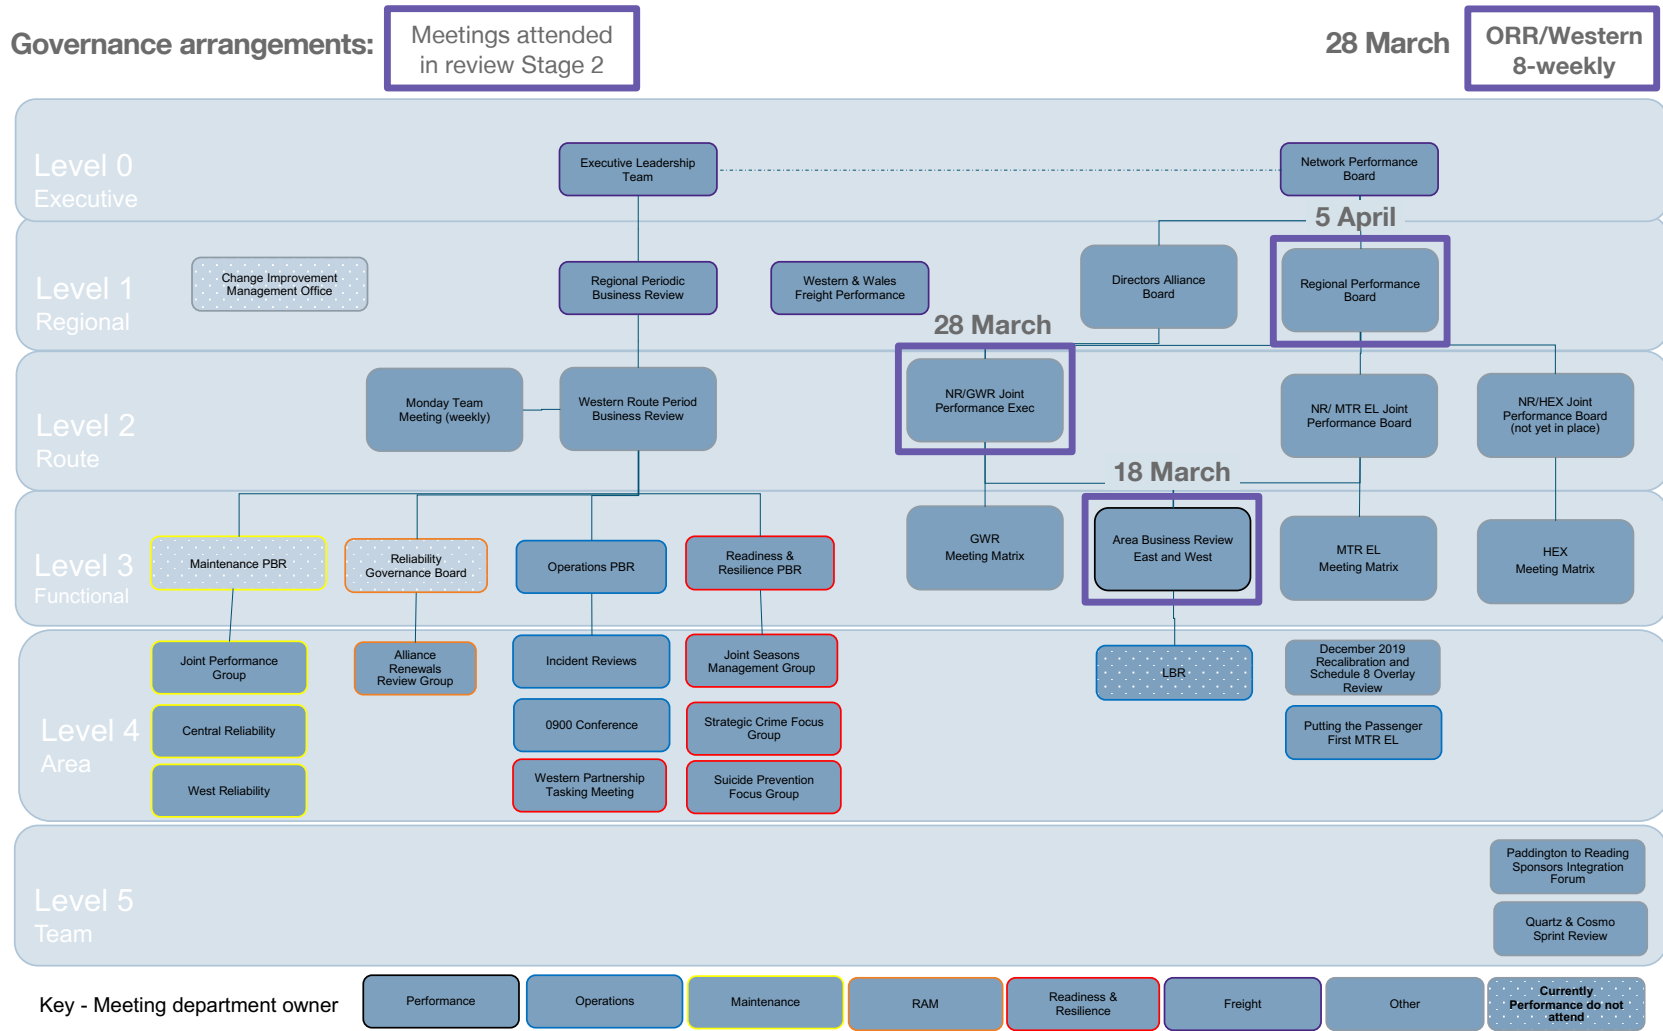 Governance arrangements:
Meetings attended
in review Stage 2
28 March
ORR/Western
8-weekly
Level 0
Executive
Executive Leadership
Team
Network Performance
Board
5 April
Level 1
Regional
Change Improvement
Management Office
Regional Periodic
Business Review
Western & Wales
Freight Performance
Directors Alliance
Board
Regional Performance
Board
28 March
Level 2
Route
Monday Team
Meeting (weekly)
Western Route Period
Business Review
NR/GWR Joint
Performance Exec
NR/ MTR EL Joint
Performance Board
NR/HEX Joint
Performance Board
(not yet in place)
18 March
Level 3
Functional
Maintenance PBR
Reliability
Governance Board
Operations PBR
Readiness &
Resilience PBR
GWR
Meeting Matrix
Area Business Review
East and West
MTR EL
Meeting Matrix
HEX
Meeting Matrix
Level 4
Area
Joint Performance
Group
Alliance
Renewals
Review Group
Incident Reviews
Joint Seasons
Management Group
LBR
December 2019
Recalibration and
Schedule 8 Overlay
Review
Central Reliability
0900 Conference
Strategic Crime Focus
Group
Putting the Passenger
First MTR EL
West Reliability
Western Partnership
Tasking Meeting
Suicide Prevention
Focus Group
Level 5
Team
Paddington to Reading
Sponsors Integration
Forum
Quartz & Cosmo
Sprint Review
Key - Meeting department owner
Performance
Operations
Maintenance
RAM
Readiness &
Resilience
Freight
Other
Currently
Performance do not
attend